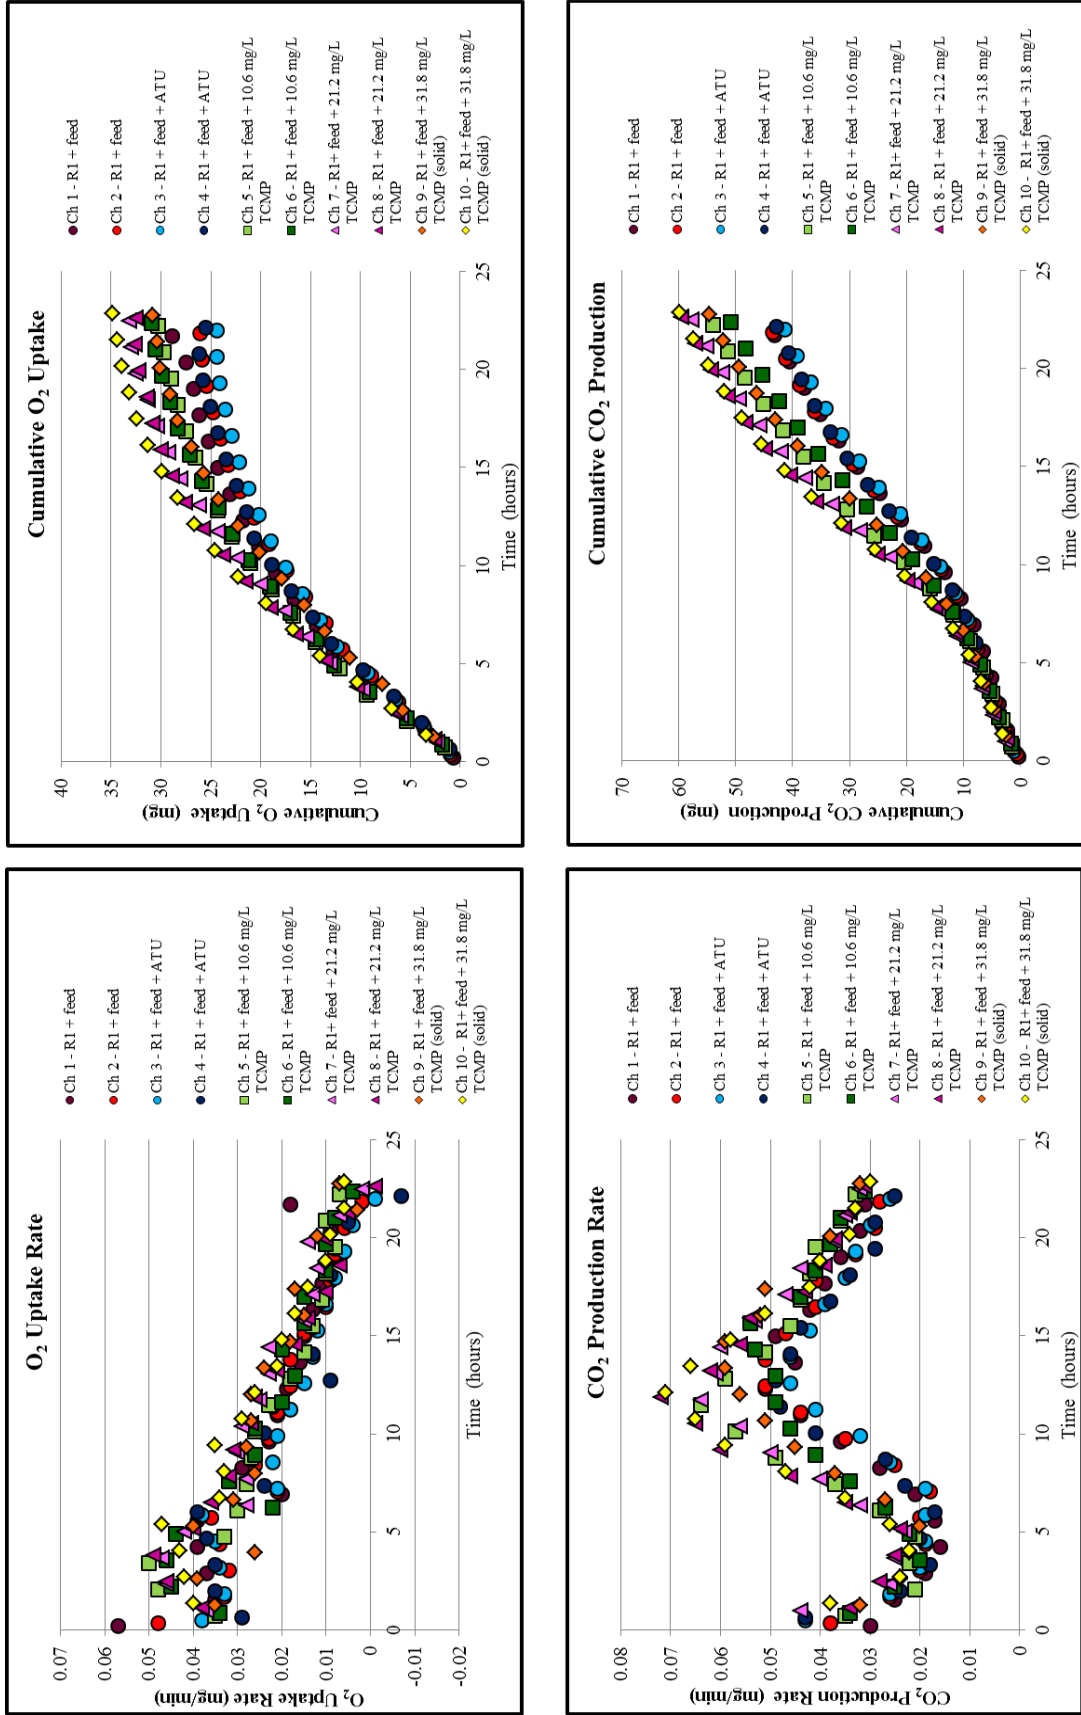 O2 Uptake Rate
O2 Uptake Rate (mg/min)
0.07
0.06
0.05
0.04
0.03
0.02
0.01
0
-0.01
-0.02
0
5
10
15
20
25
Time (hours)
Ch 1 - R1 + feed
Ch 2 - R1 + feed
Ch 3 - R1 + feed + ATU
Ch 4 - R1 + feed + ATU
Ch 5 - R1 + feed + 10.6 mg/L
TCMP
Ch 6 - R1 + feed + 10.6 mg/L
TCMP
Ch 7 - R1+ feed + 21.2 mg/L
TCMP
Ch 8 - R1 + feed + 21.2 mg/L
TCMP
Ch 9 - R1 + feed + 31.8 mg/L
TCMP (solid)
Ch 10 - R1+ feed + 31.8 mg/L
TCMP (solid)
Cumulative O2 Uptake
Cumulative O2 Uptake (mg)
40
35
30
25
20
15
10
5
0
0
5
10
15
20
25
Time (hours)
Ch 1 - R1 + feed
Ch 2 - R1 + feed
Ch 3 - R1 + feed + ATU
Ch 4 - R1 + feed + ATU
Ch 5 - R1 + feed + 10.6 mg/L
TCMP
Ch 6 - R1 + feed + 10.6 mg/L
TCMP
Ch 7 - R1+ feed + 21.2 mg/L
TCMP
Ch 8 - R1 + feed + 21.2 mg/L
TCMP
Ch 9 - R1 + feed + 31.8 mg/L
TCMP (solid)
Ch 10 - R1+ feed + 31.8 mg/L
TCMP (solid)
CO2 Production Rate
CO2 Production Rate (mg/min)
0.08
0.07
0.06
0.05
0.04
0.03
0.02
0.01
0
0
5
10
15
20
25
Time (hours)
Ch 1 - R1 + feed
Ch 2 - R1 + feed
Ch 3 - R1 + feed + ATU
Ch 4 - R1 + feed + ATU
Ch 5 - R1 + feed + 10.6 mg/L
TCMP
Ch 6 - R1 + feed + 10.6 mg/L
TCMP
Ch 7 - R1+ feed + 21.2 mg/L
TCMP
Ch 8 - R1 + feed + 21.2 mg/L
TCMP
Ch 9 - R1 + feed + 31.8 mg/L
TCMP (solid)
Ch 10 - R1+ feed + 31.8 mg/L
TCMP (solid)
Cumulative CO2 Production
Cumulative CO2 Production (mg)
70
60
50
40
30
20
10
0
0
5
10
15
20
25
Time (hours)
Ch 1 - R1 + feed
Ch 2 - R1 + feed
Ch 3 - R1 + feed + ATU
Ch 4 - R1 + feed + ATU
Ch 5 - R1 + feed + 10.6 mg/L
TCMP
Ch 6 - R1 + feed + 10.6 mg/L
TCMP
Ch 7 - R1+ feed + 21.2 mg/L
TCMP
Ch 8 - R1 + feed + 21.2 mg/L
TCMP
Ch 9 - R1 + feed + 31.8 mg/L
TCMP (solid)
Ch 10 - R1+ feed + 31.8 mg/L
TCMP (solid)